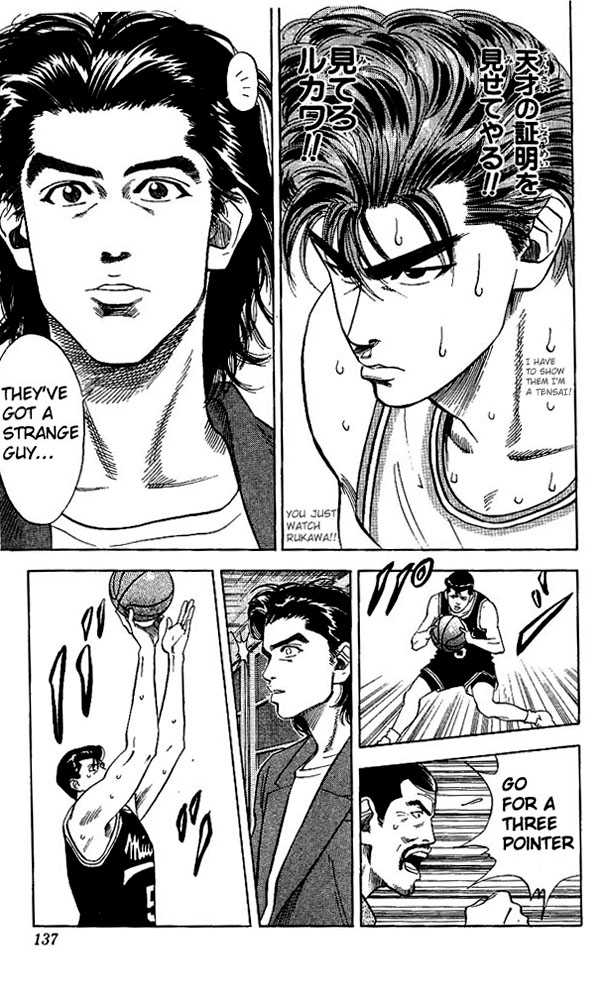 天才の証明を
見せてやる!!
見てろ
ルカワ!!
I HAVE
TO SHOW
THEM I'M
A TENSAI!
YOU JUST
WATCH
RUKAWA!!
THEY'VE
GOT A
STRANGE
GUY...
GO
FOR A
THREE
POINTER
5
137